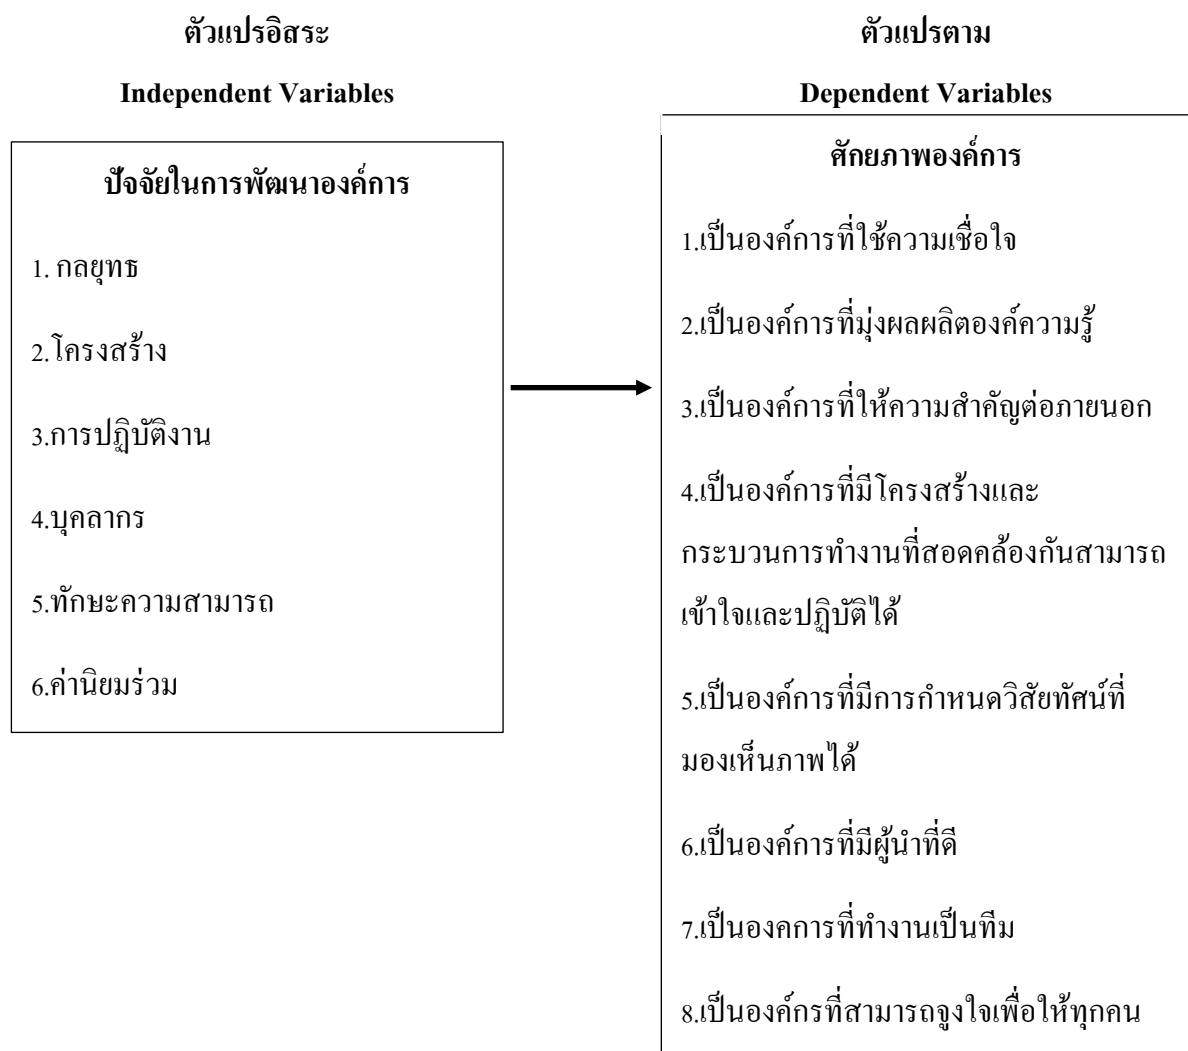 ตัวแปรอิสระ
Independent Variables
ปัจจัยในการพัฒนาองค์การ
1. กลยุทธ
2.โครงสร้าง
3.การปฏิบัติงาน
4.บุคลากร
5.ทักษะความสามารถ
6.ค่านิยมร่วม
ตัวแปรตาม
Dependent Variables
ศักยภาพองค์การ
1.เป็นองค์การที่ใช้ความเชื่อใจ
2.เป็นองค์การที่มุ่งผลผลิตองค์ความรู้
3.เป็นองค์การที่ให้ความสำคัญต่อภายนอก
4.เป็นองค์การที่มีโครงสร้างและ
กระบวนการทำงานที่สอดคล้องกันสามารถ
เข้าใจและปฏิบัติได้
5.เป็นองค์การที่มีการกำหนดวิสัยทัศน์ที่
มองเห็นภาพได้
6.เป็นองค์การที่มีผู้นำที่ดี
7.เป็นองคการที่ทำงานเป็นทีม
8.เป็นองค์กรที่สามารถจูงใจเพื่อให้ทุกคน